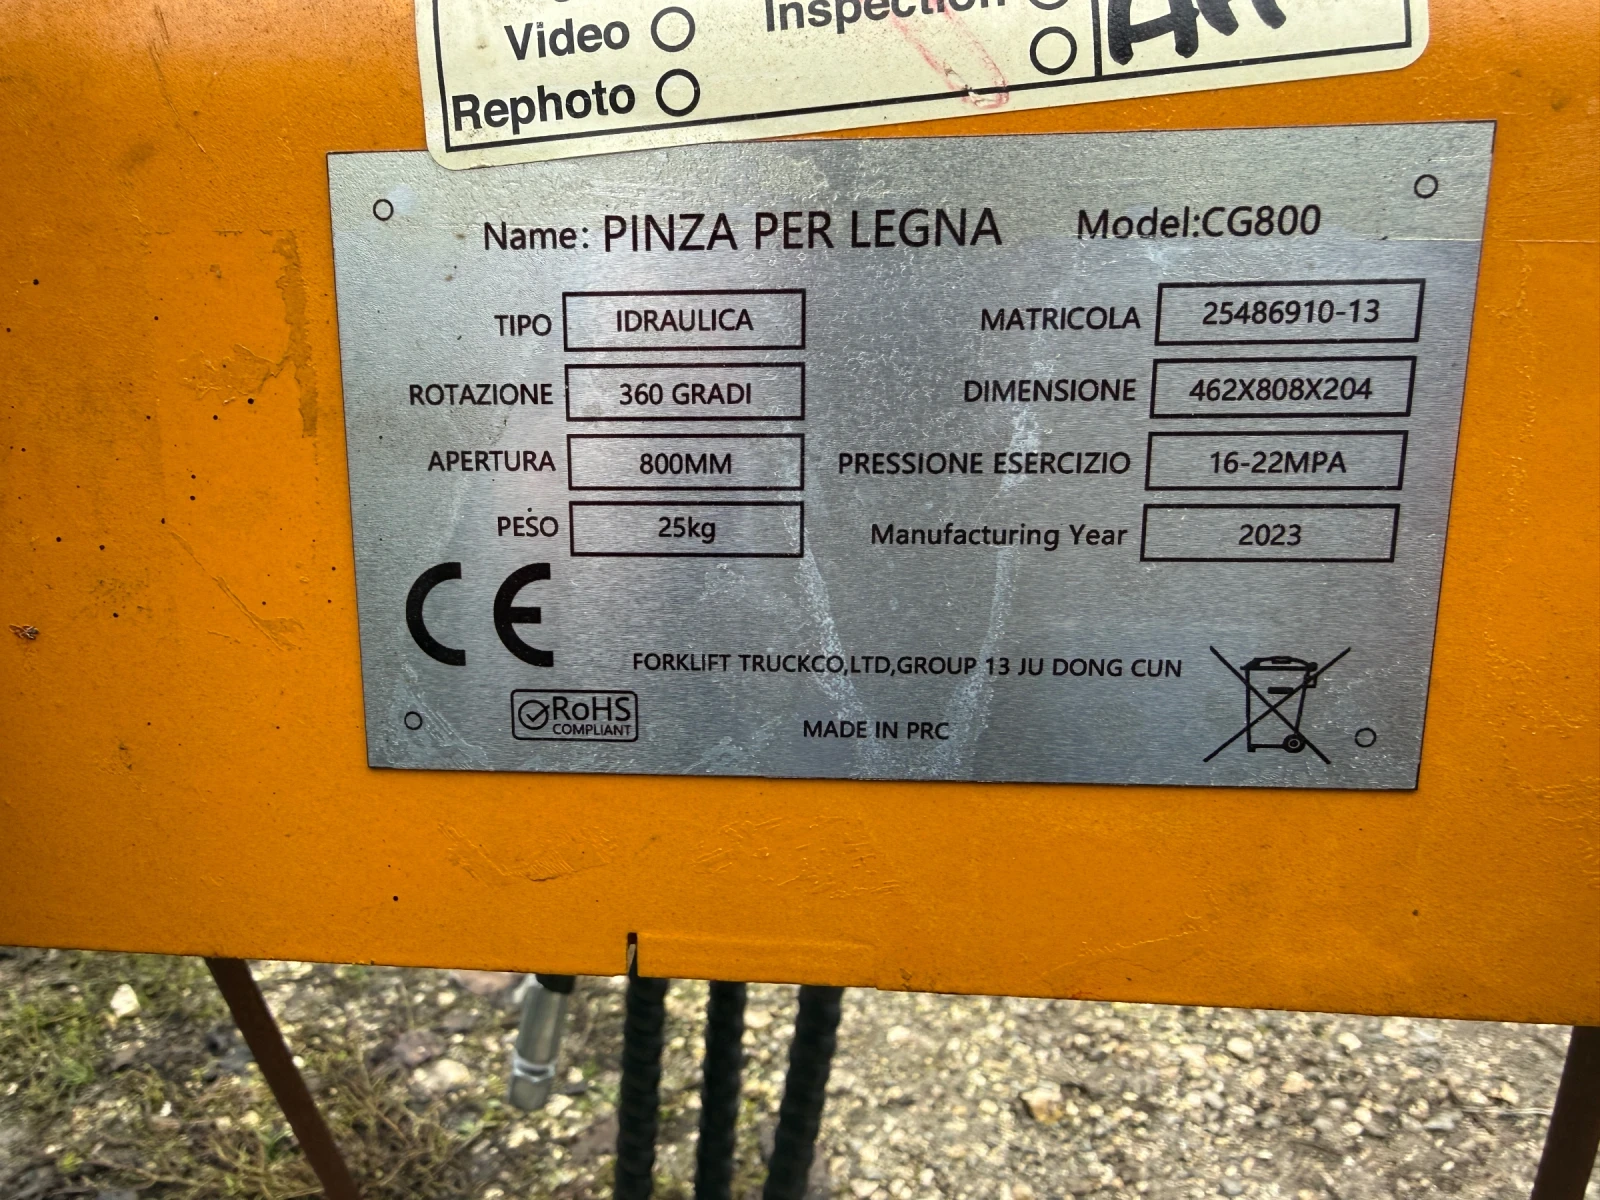 Video
Inspection
Rephoto
Name: PINZA PER LEGNA Model:CG800
TIPO IDRAULICA MATRICOLA 25486910-13
ROTAZIONE 360 GRADI DIMENSIONE 462X808X204
APERTURA 800MM PRESSIONE ESERCIZIO 16-22MPA
PESO 25kg Manufacturing Year 2023
CE
FORKLIFT TRUCKCO,LTD,GROUP 13 JU DONG CUN
RoHS
COMPLIANT
MADE IN PRC